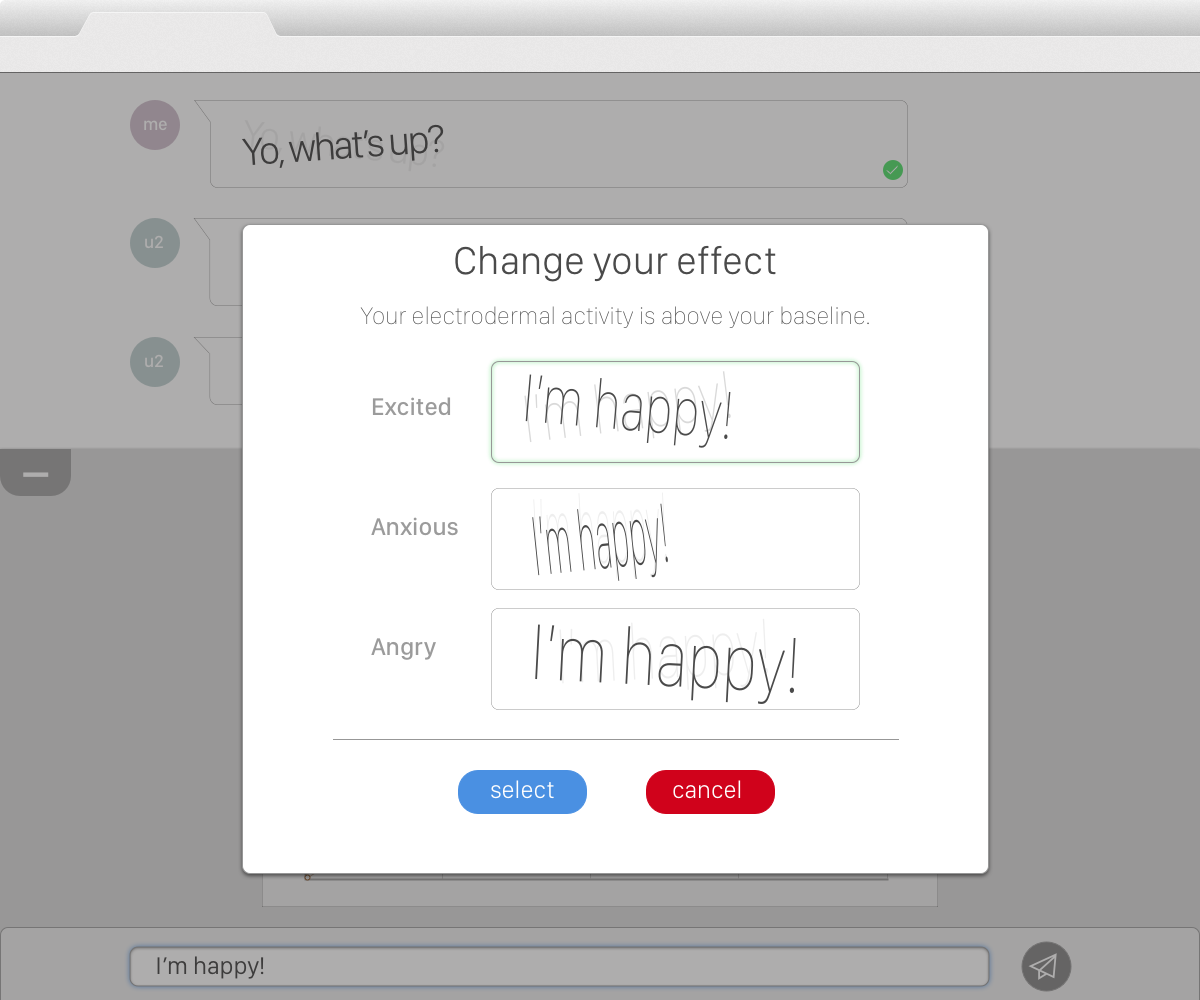 me
Yo, what's up?
u2
u2
Change your effect
Your electrodermal activity is above your baseline.
Excited
I'm happy!
Anxious
I'm happy!
Angry
I'm happy!
select
cancel
I'm happy!